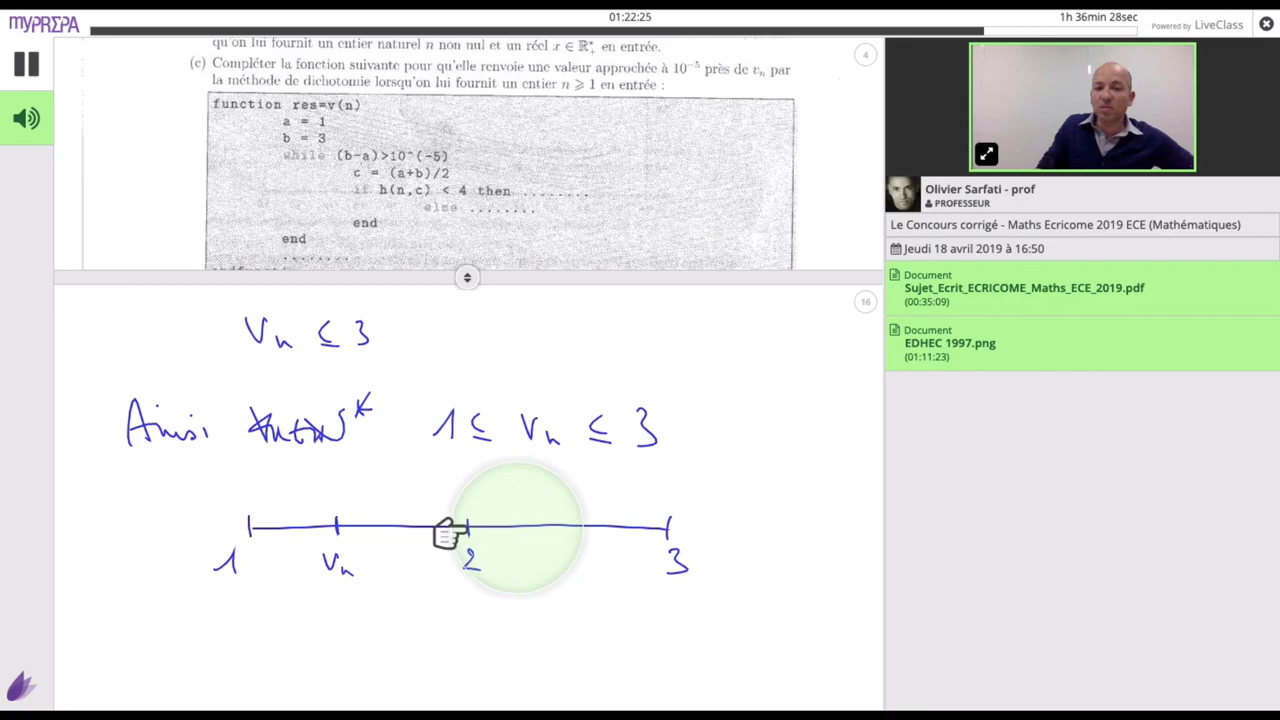 01:22:25
1h 36min 28sec
MYPREPA
Powered by LiveClass
qu'on lui fournit un entier naturel n non nul et un réel x ∈ ℝ*₊ en entrée.
4
(c) Compléter la fonction suivante pour qu'elle renvoie une valeur approchée à 10⁻⁵ près de vₙ par
la méthode de dichotomie lorsqu'on lui fournit un entier n ⩾ 1 en entrée :
function res=v(n)
a = 1
b = 3
while (b-a)>10^(-5)
c = (a+b)/2
if h(n,c) < 4 then ........
else ........
end
end
........
Olivier Sarfati - prof
PROFESSEUR
Le Concours corrigé - Maths Ecricome 2019 ECE (Mathématiques)
Jeudi 18 avril 2019 à 16:50
Document
Sujet_Ecrit_ECRICOME_Maths_ECE_2019.pdf
(00:35:09)
Document
EDHEC 1997.png
(01:11:23)
16
vₙ ≤ 3
Ainsi ∀n∈ℕ* 1 ≤ vₙ ≤ 3
1 vₙ 2 3